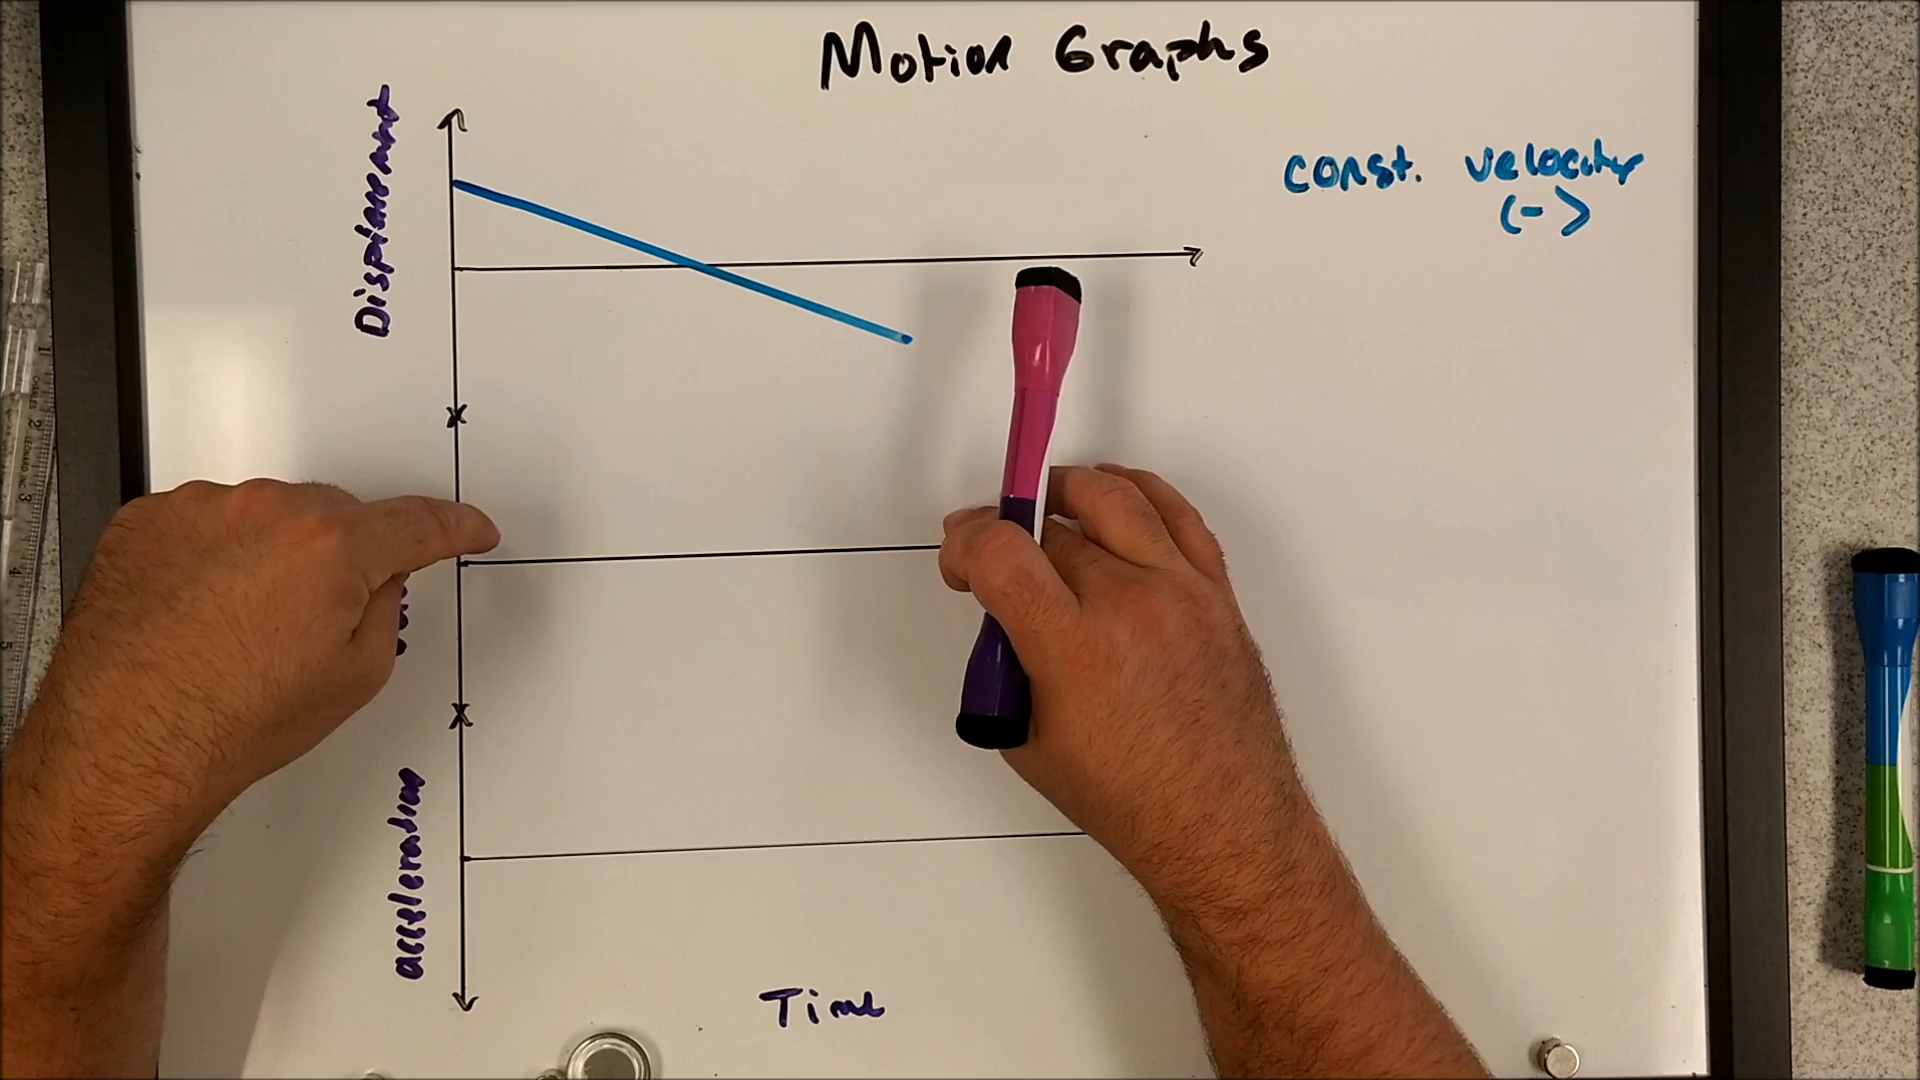 Motion Graphs
Displacement
const. velocity
(-)
acceleration
Time